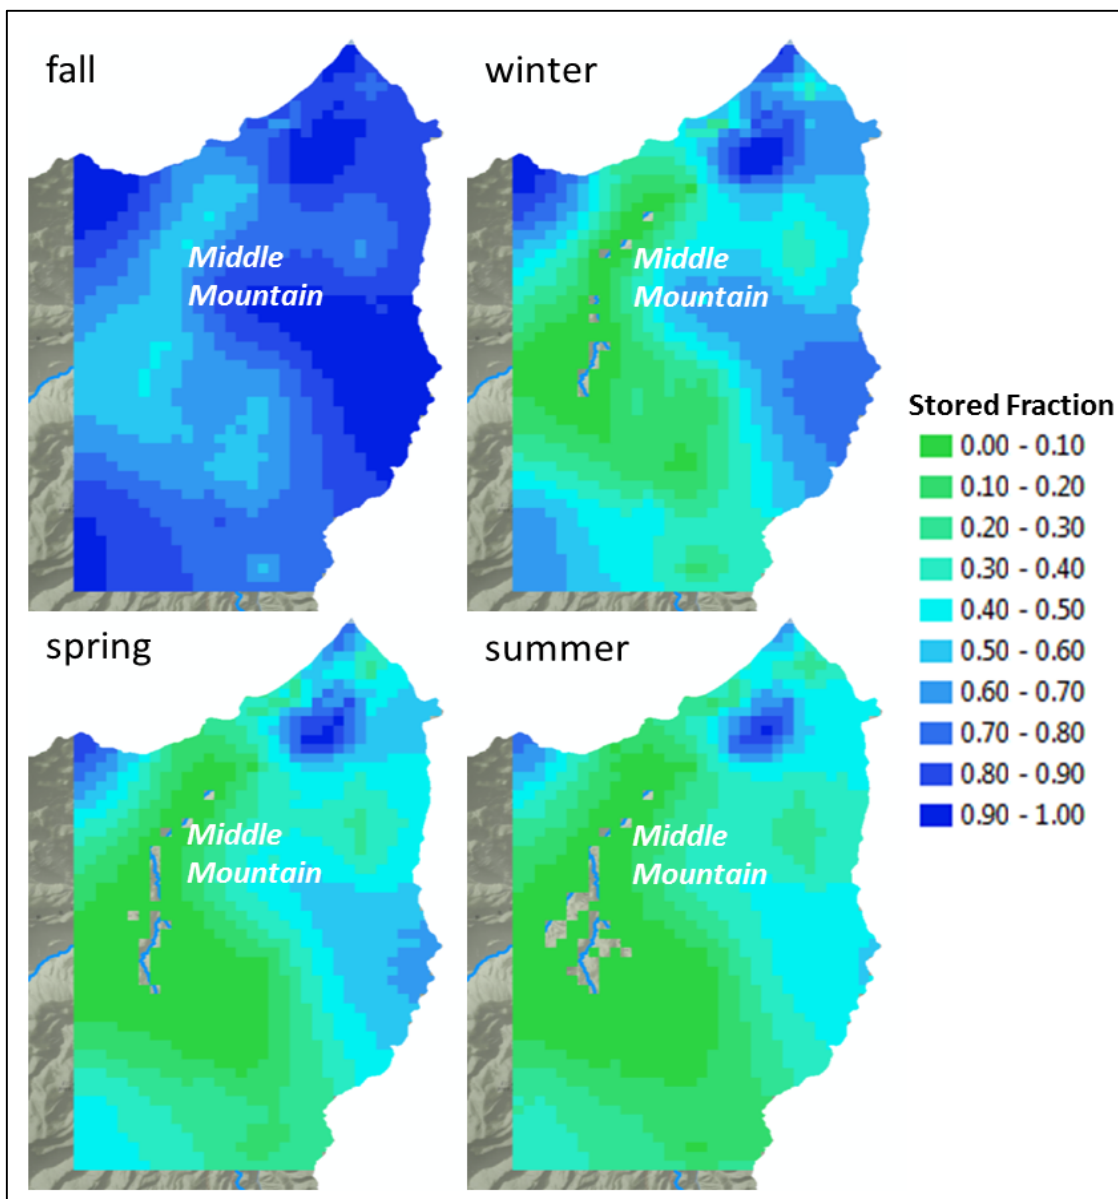 fall
winter
Middle
Mountain
Middle
Mountain
spring
summer
Middle
Mountain
Middle
Mountain
Stored Fraction
0.00 - 0.10
0.10 - 0.20
0.20 - 0.30
0.30 - 0.40
0.40 - 0.50
0.50 - 0.60
0.60 - 0.70
0.70 - 0.80
0.80 - 0.90
0.90 - 1.00